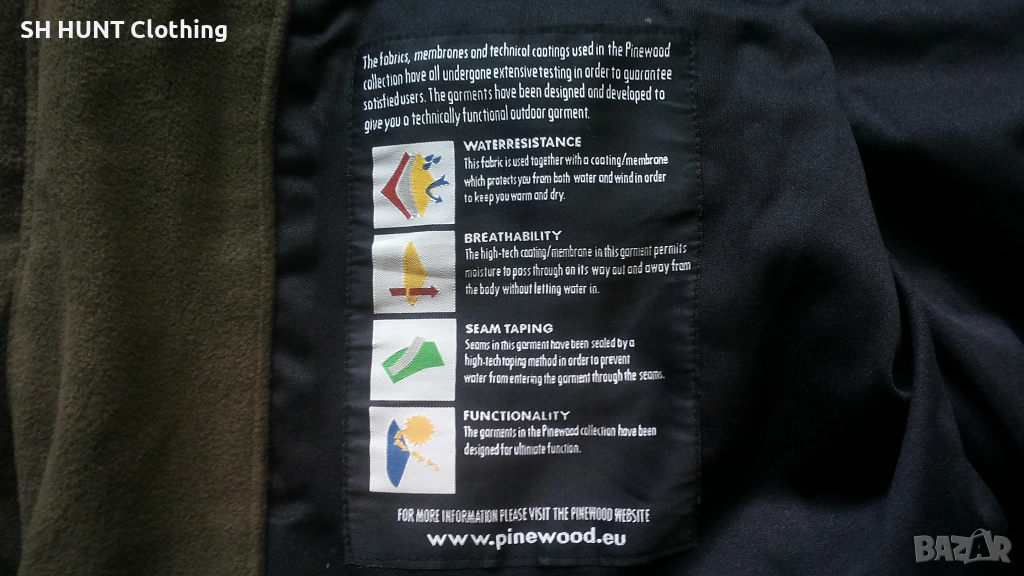 SH HUNT Clothing
The fabrics, membranes and technical coatings used in the Pinewood
collection have all undergone extensive testing in order to guarantee
satisfied users. The garments have been designed and developed to
give you a technically functional outdoor garment.
WATERRESISTANCE
This fabric is used together with a coating/membrane
which protects you from both water and wind in order
to keep you warm and dry.
BREATHABILITY
The high-tech coating/membrane in this garment permits
moisture to pass through on its way out and away from
the body without letting water in.
SEAM TAPING
Seams in this garment have been sealed by a
high-tech taping method in order to prevent
water from entering the garment through the seams.
FUNCTIONALITY
The garments in the Pinewood collection have been
designed for ultimate function.
FOR MORE INFORMATION PLEASE VISIT THE PINEWOOD WEBSITE
www.pinewood.eu
BAZAR